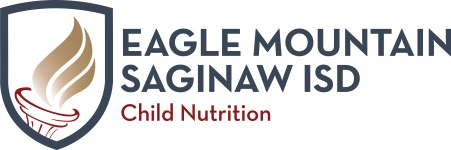 EAGLE MOUNTAIN
SAGINAW ISD
Child Nutrition